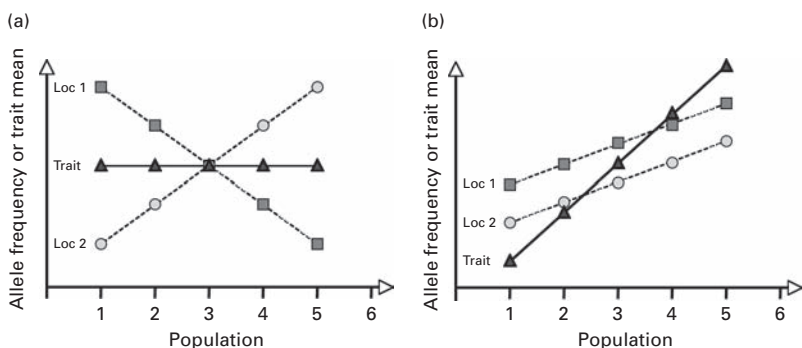 (a)
Allele frequency or trait mean
Loc 1
Trait
Loc 2
1 2 3 4 5 6
Population
(b)
Allele frequency or trait mean
Loc 1
Loc 2
Trait
1 2 3 4 5 6
Population